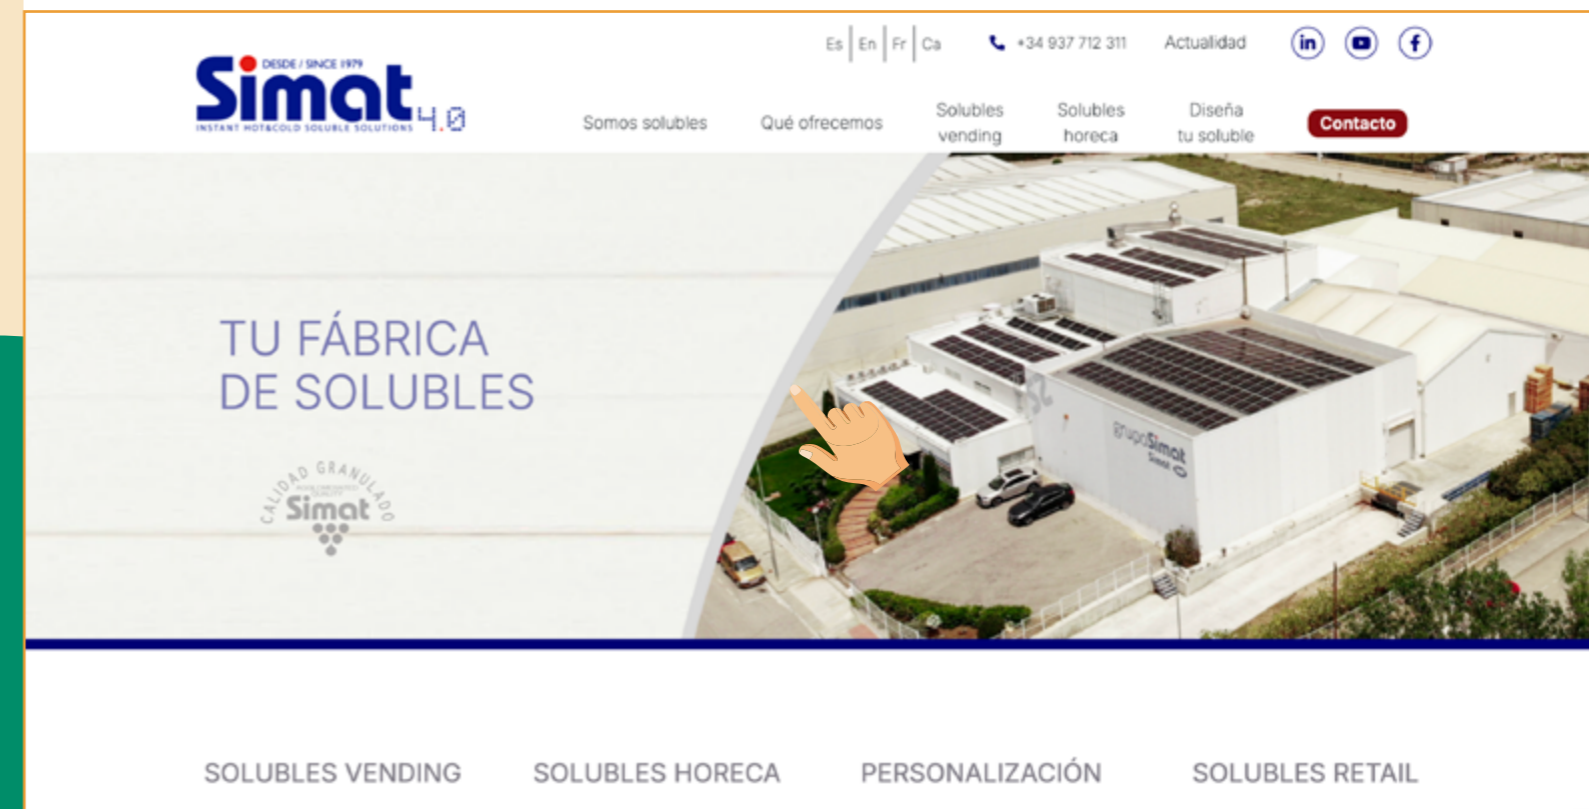 Es En Fr Ca +34 937 712 311 Actualidad
DESDE / SINCE 1979
Simat 4.0
INSTANT HOT&COLD SOLUBLE SOLUTIONS
Somos solubles Qué ofrecemos Solubles vending Solubles horeca Diseña tu soluble Contacto
TU FÁBRICA
DE SOLUBLES
CALIDAD GRANULADO
QUALITY
Simat
grupoSimat
Simat
SOLUBLES VENDING SOLUBLES HORECA PERSONALIZACIÓN SOLUBLES RETAIL